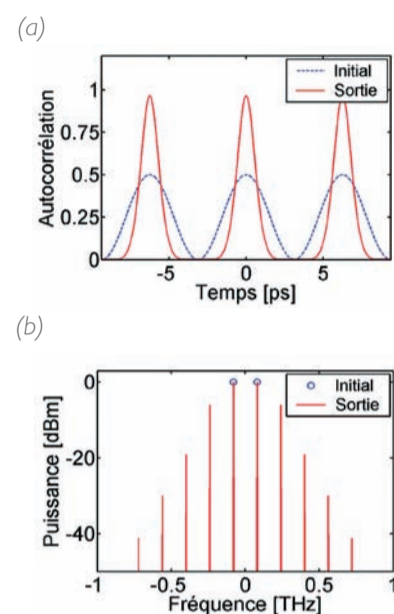 (a)
Initial
Sortie
1
0.75
0.5
0.25
0
Autocorrélation
-5
0
5
Temps [ps]
(b)
Initial
Sortie
0
-20
-40
Puissance [dBm]
-1
-0.5
0
0.5
1
Fréquence [THz]